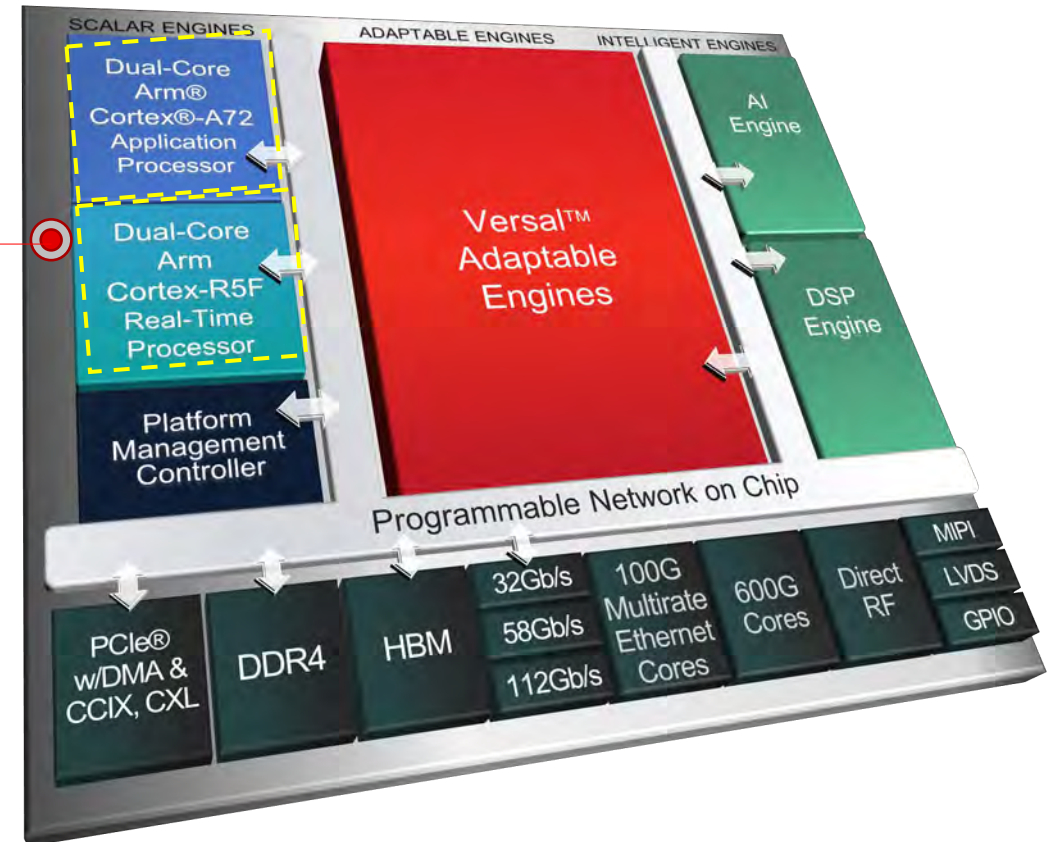 SCALAR ENGINES
ADAPTABLE ENGINES
INTELLIGENT ENGINES
Dual-Core
Arm®
Cortex®-A72
Application
Processor
Dual-Core
Arm
Cortex-R5F
Real-Time
Processor
Platform
Management
Controller
Versal™
Adaptable
Engines
AI
Engine
DSP
Engine
Programmable Network on Chip
PCIe®
w/DMA &
CCIX, CXL
DDR4
HBM
32Gb/s
58Gb/s
112Gb/s
100G
Multirate
Ethernet
Cores
600G
Cores
Direct
RF
MIPI
LVDS
GPIO